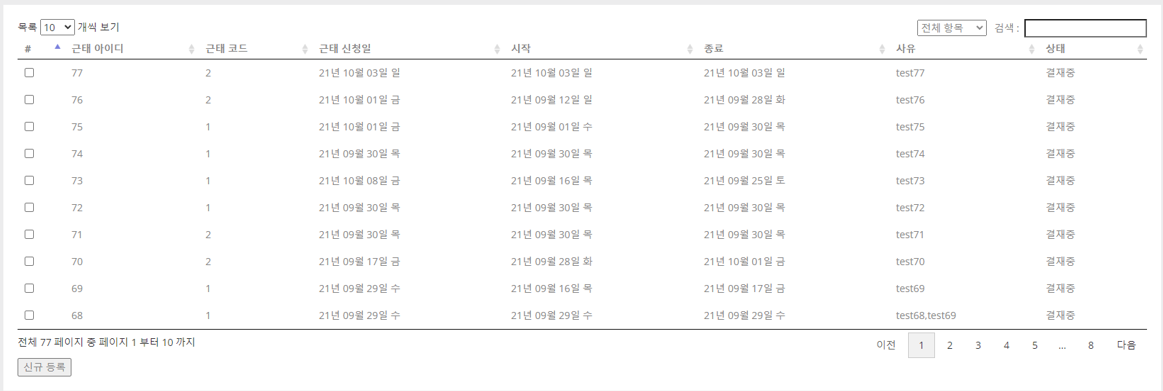 목록 10 개씩 보기 전체 항목 검색 :
# 근태 아이디 근태 코드 근태 신청일 시작 종료 사유 상태
77 2 21년 10월 03일 일 21년 10월 03일 일 21년 10월 03일 일 test77 결재중
76 2 21년 10월 01일 금 21년 09월 12일 일 21년 09월 28일 화 test76 결재중
75 1 21년 10월 01일 금 21년 09월 01일 수 21년 09월 30일 목 test75 결재중
74 1 21년 09월 30일 목 21년 09월 30일 목 21년 09월 30일 목 test74 결재중
73 1 21년 10월 08일 금 21년 09월 16일 목 21년 09월 25일 토 test73 결재중
72 1 21년 09월 30일 목 21년 09월 30일 목 21년 09월 30일 목 test72 결재중
71 2 21년 09월 30일 목 21년 09월 30일 목 21년 09월 30일 목 test71 결재중
70 2 21년 09월 17일 금 21년 09월 28일 화 21년 10월 01일 금 test70 결재중
69 1 21년 09월 29일 수 21년 09월 16일 목 21년 09월 17일 금 test69 결재중
68 1 21년 09월 29일 수 21년 09월 29일 수 21년 09월 29일 수 test68,test69 결재중
전체 77 페이지 중 페이지 1 부터 10 까지 이전 1 2 3 4 5 ... 8 다음
신규 등록